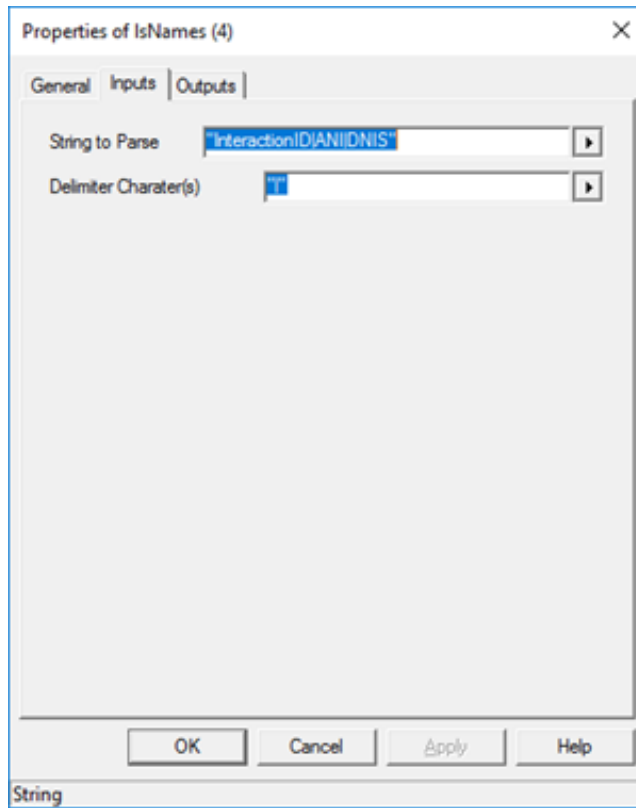 Properties of IsNames (4)
General Inputs Outputs
String to Parse "InteractionID|ANI|DNIS"
Delimiter Charater(s) "|"
OK Cancel Apply Help
String